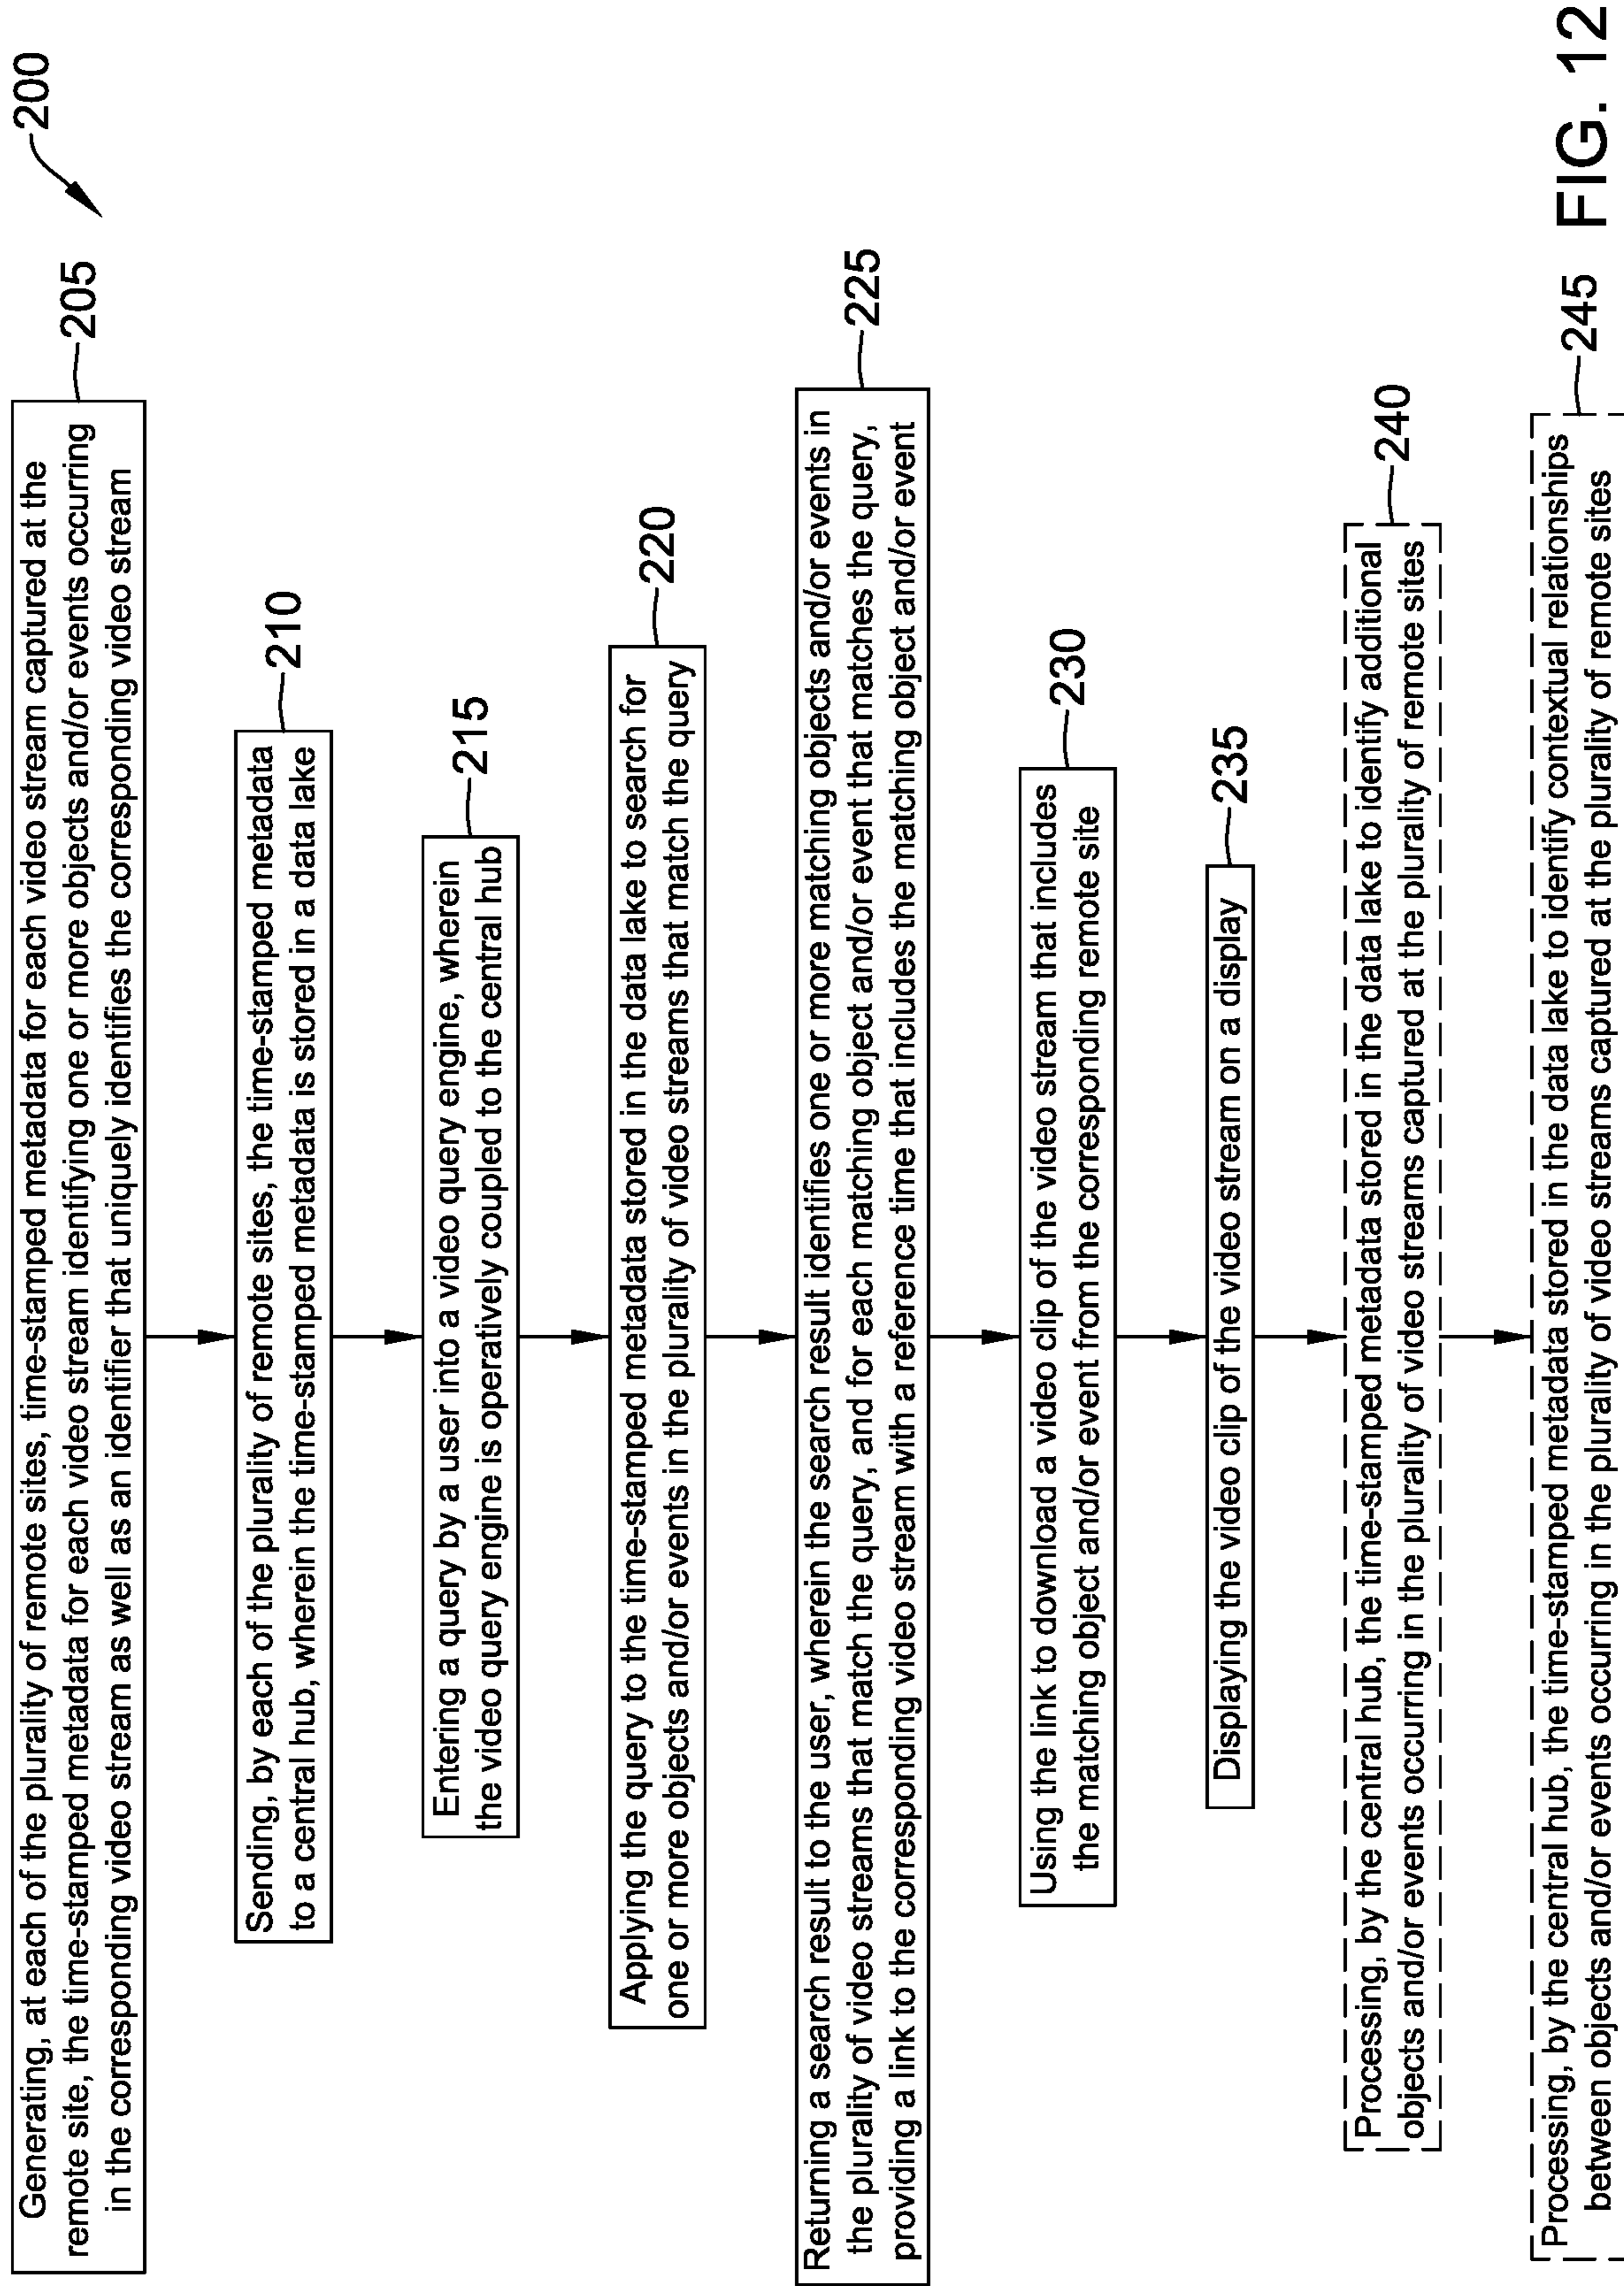 200
Generating, at each of the plurality of remote sites, time-stamped metadata for each video stream captured at the
remote site, the time-stamped metadata for each video stream identifying one or more objects and/or events occurring
in the corresponding video stream as well as an identifier that uniquely identifies the corresponding video stream
205
Sending, by each of the plurality of remote sites, the time-stamped metadata
to a central hub, wherein the time-stamped metadata is stored in a data lake
210
Entering a query by a user into a video query engine, wherein
the video query engine is operatively coupled to the central hub
215
Applying the query to the time-stamped metadata stored in the data lake to search for
one or more objects and/or events in the plurality of video streams that match the query
220
Returning a search result to the user, wherein the search result identifies one or more matching objects and/or events in
the plurality of video streams that match the query, and for each matching object and/or event that matches the query,
providing a link to the corresponding video stream with a reference time that includes the matching object and/or event
225
Using the link to download a video clip of the video stream that includes
the matching object and/or event from the corresponding remote site
230
Displaying the video clip of the video stream on a display
235
Processing, by the central hub, the time-stamped metadata stored in the data lake to identify additional
objects and/or events occurring in the plurality of video streams captured at the plurality of remote sites
240
Processing, by the central hub, the time-stamped metadata stored in the data lake to identify contextual relationships
between objects and/or events occurring in the plurality of video streams captured at the plurality of remote sites
245
FIG. 12